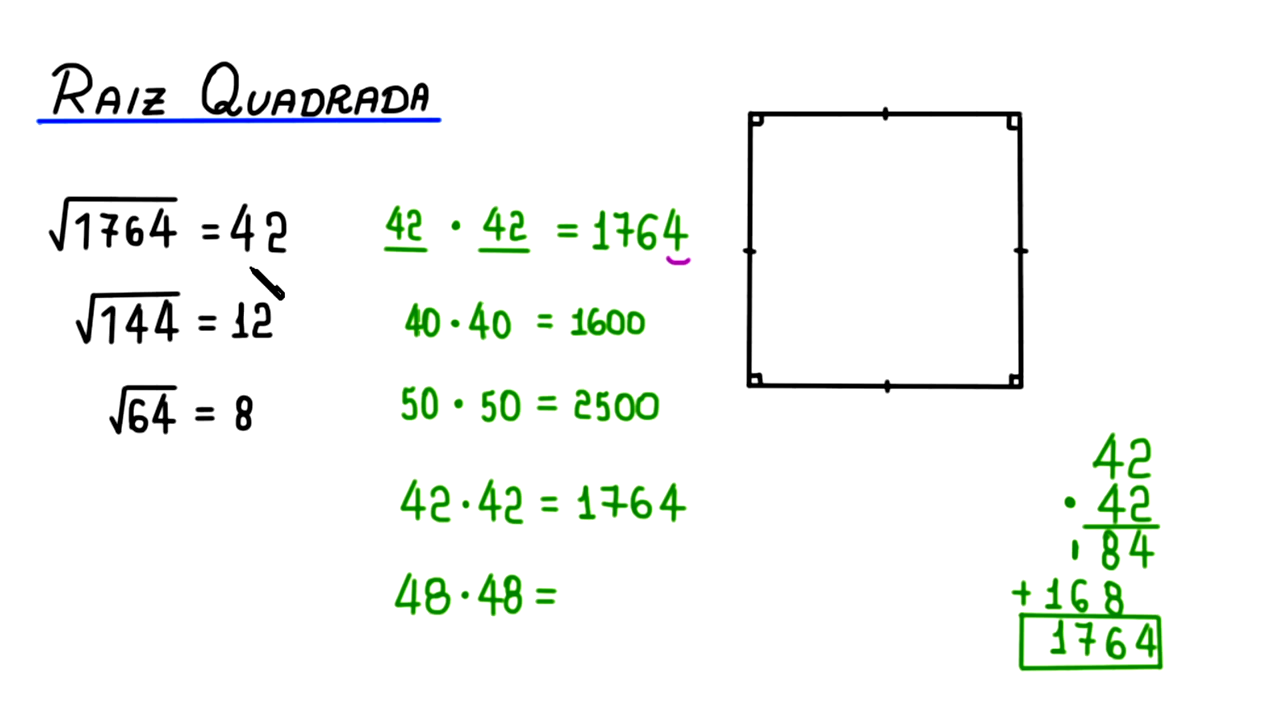 RAIZ QUADRADA
√1764 = 42
√144 = 12
√64 = 8
42 · 42 = 1764
40 · 40 = 1600
50 · 50 = 2500
42 · 42 = 1764
48 · 48 =
42
· 42
1 84
+ 168
1764